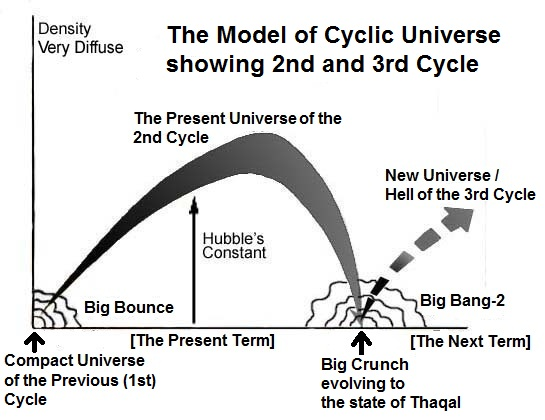 Density
Very Diffuse
The Model of Cyclic Universe
showing 2nd and 3rd Cycle
The Present Universe of the
2nd Cycle
New Universe /
Hell of the 3rd Cycle
Hubble's
Constant
Big Bounce
Big Bang-2
[The Present Term]
[The Next Term]
Compact Universe
of the Previous (1st)
Cycle
Big Crunch
evolving to
the state of Thaqal